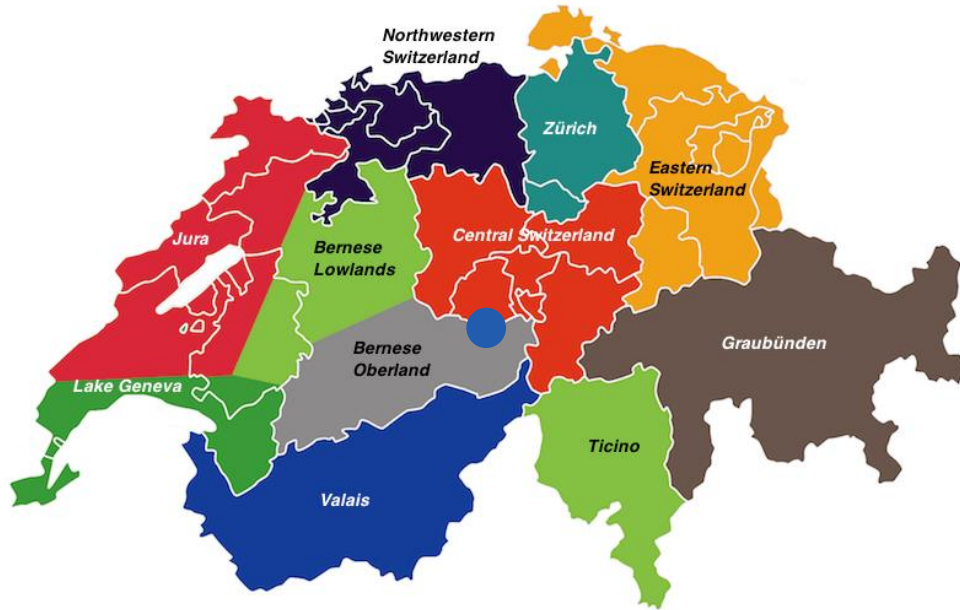 Northwestern
Switzerland
Zürich
Eastern
Switzerland
Jura
Bernese
Lowlands
Central Switzerland
Bernese
Oberland
Graubünden
Lake Geneva
Ticino
Valais